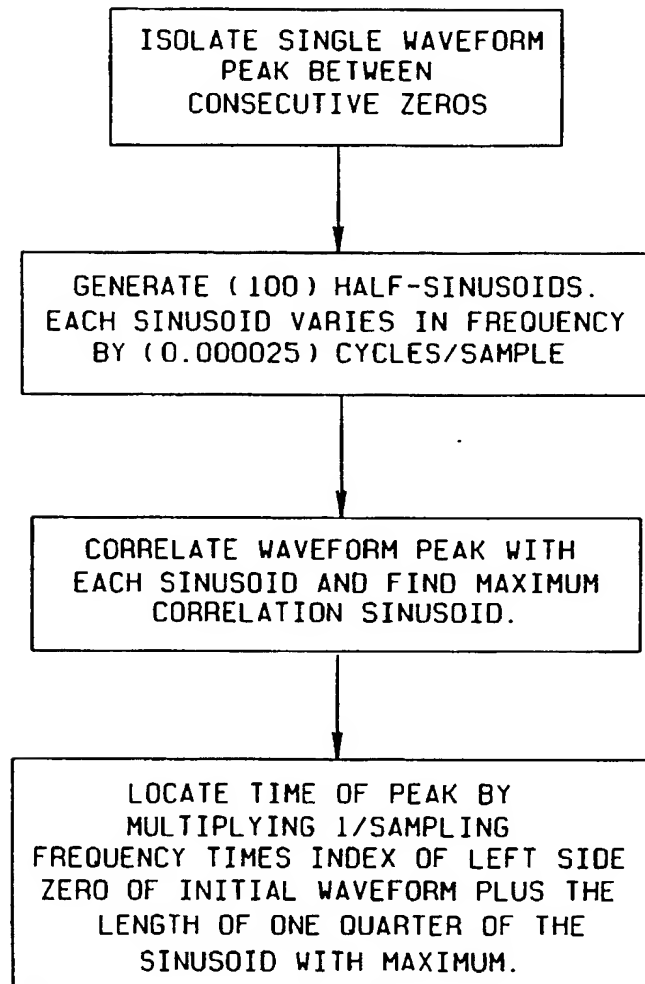 ISOLATE SINGLE WAVEFORM
PEAK BETWEEN
CONSECUTIVE ZEROS
GENERATE (100) HALF-SINUSOIDS.
EACH SINUSOID VARIES IN FREQUENCY
BY (0.000025) CYCLES/SAMPLE
CORRELATE WAVEFORM PEAK WITH
EACH SINUSOID AND FIND MAXIMUM
CORRELATION SINUSOID.
LOCATE TIME OF PEAK BY
MULTIPLYING 1/SAMPLING
FREQUENCY TIMES INDEX OF LEFT SIDE
ZERO OF INITIAL WAVEFORM PLUS THE
LENGTH OF ONE QUARTER OF THE
SINUSOID WITH MAXIMUM.